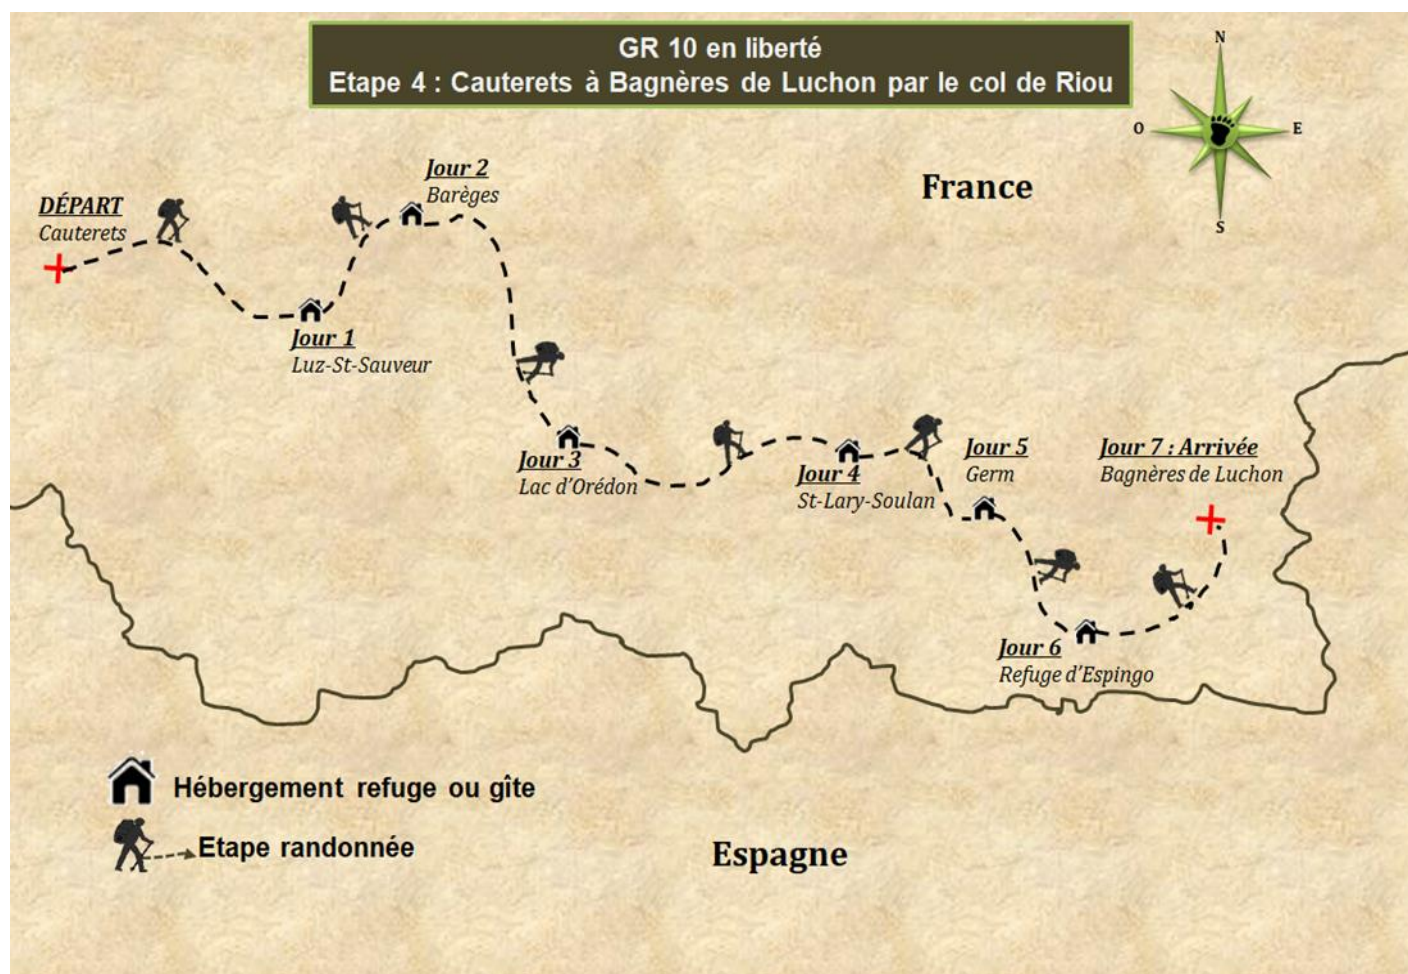 GR 10 en liberté
Etape 4 : Cauterets à Bagnères de Luchon par le col de Riou
N
O
E
S
France
DÉPART
Cauterets
Jour 2
Barèges
Jour 1
Luz-St-Sauveur
Jour 3
Lac d'Orédon
Jour 4
St-Lary-Soulan
Jour 5
Germ
Jour 7 : Arrivée
Bagnères de Luchon
Jour 6
Refuge d'Espingo
Hébergement refuge ou gîte
Etape randonnée
Espagne